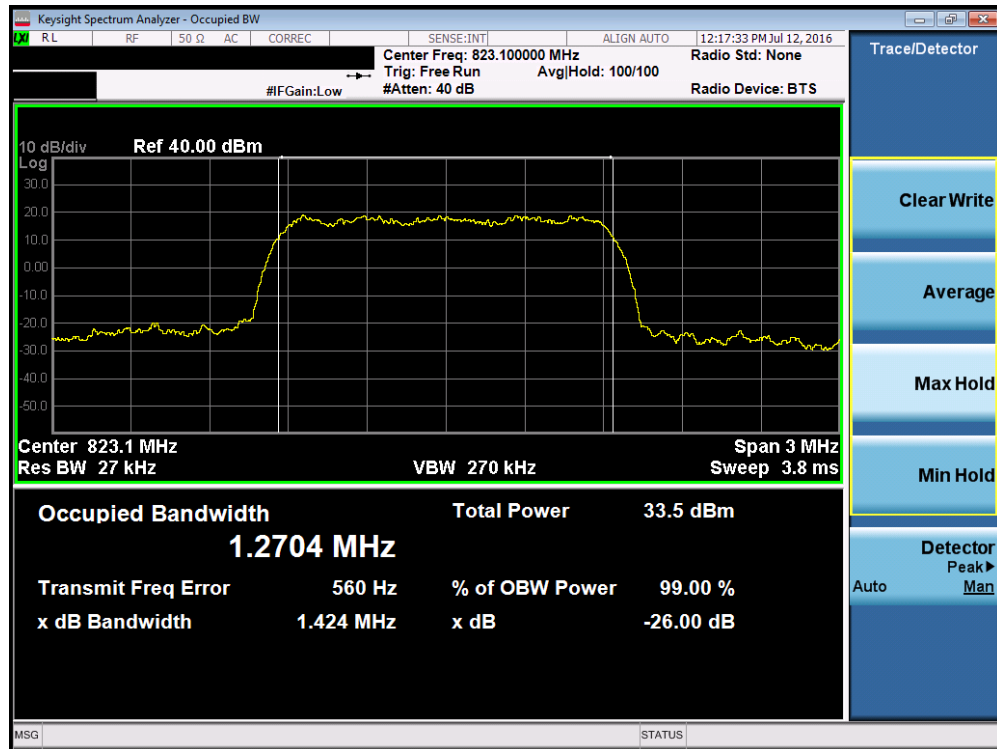 Keysight Spectrum Analyzer - Occupied BW
LXI RL RF 50 Ω AC CORREC SENSE:INT ALIGN AUTO 12:17:33 PM Jul 12, 2016
Center Freq: 823.100000 MHz Radio Std: None
Trig: Free Run Avg|Hold: 100/100
#IFGain:Low #Atten: 40 dB Radio Device: BTS
10 dB/div Ref 40.00 dBm
Log
30.0
20.0
10.0
0.00
-10.0
-20.0
-30.0
-40.0
-50.0
Center 823.1 MHz Span 3 MHz
Res BW 27 kHz VBW 270 kHz Sweep 3.8 ms
Occupied Bandwidth Total Power 33.5 dBm
1.2704 MHz
Transmit Freq Error 560 Hz % of OBW Power 99.00 %
x dB Bandwidth 1.424 MHz x dB -26.00 dB
Trace/Detector
Clear Write
Average
Max Hold
Min Hold
Detector
Peak▶
Auto Man
MSG STATUS